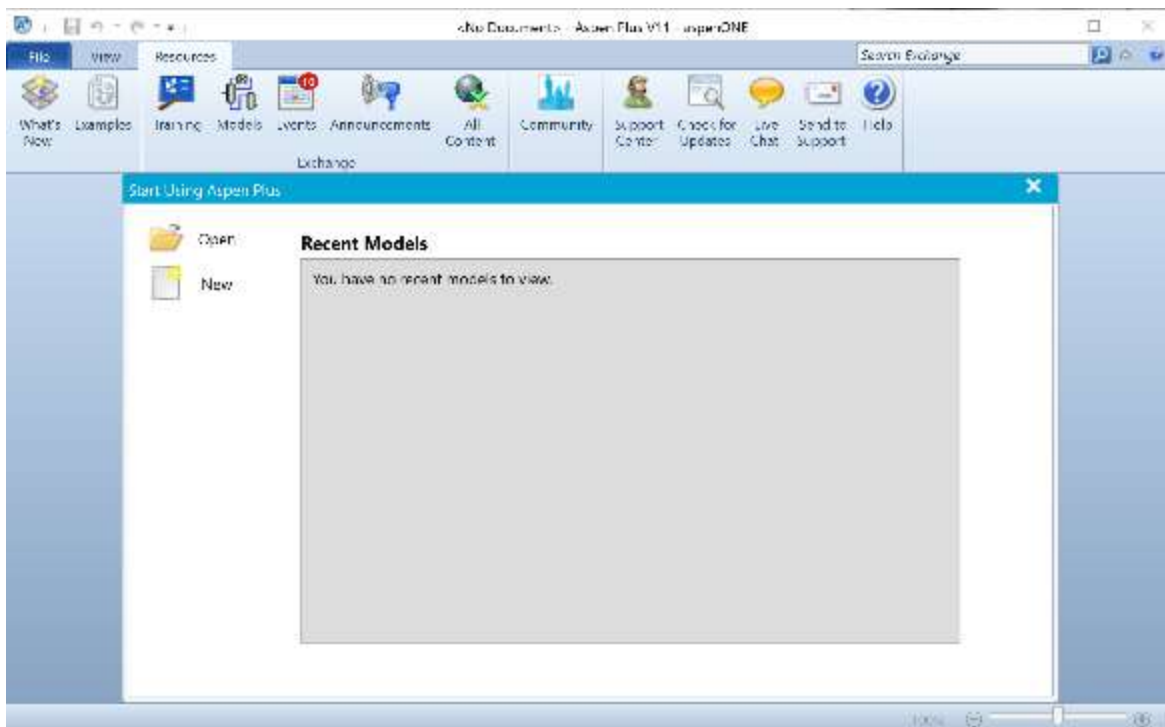 <No Document> - Aspen Plus V11 - aspenONE
File View Resources Search Exchange
What's New Examples Training Models Events 10 Announcements All Content Community Support Center Check for Updates Live Chat Send to Support Help
Exchange
Start Using Aspen Plus
Open
Recent Models
You have no recent models to view.
New
100%